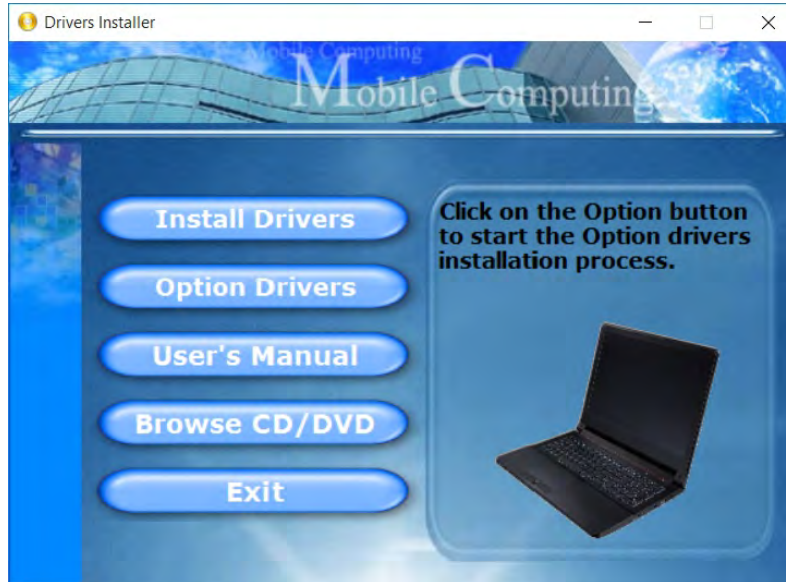 Drivers Installer
Mobile Computing
Mobile Computing
Install Drivers
Option Drivers
User's Manual
Browse CD/DVD
Exit
Click on the Option button
to start the Option drivers
installation process.